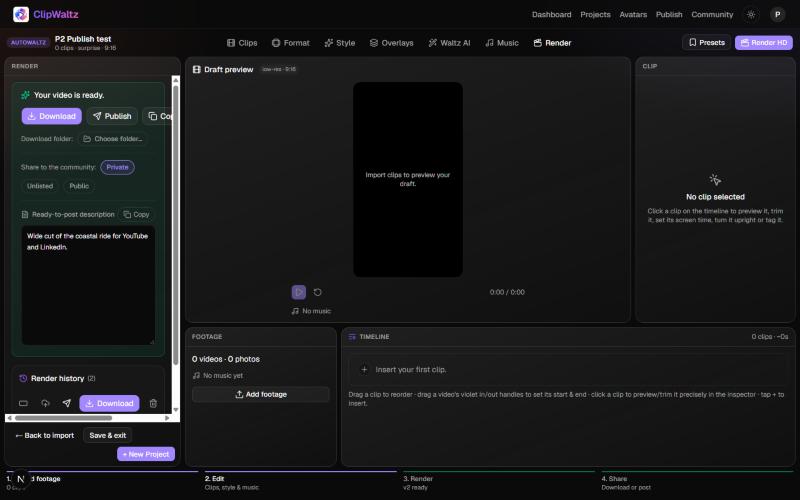 ClipWaltz
Dashboard Projects Avatars Publish Community P
AUTOWALTZ
P2 Publish test
0 clips · surprise · 9:16
Clips Format Style Overlays Waltz AI Music Render
Presets Render HD
RENDER
Your video is ready.
Download Publish Cop
Download folder: Choose folder...
Share to the community: Private
Unlisted Public
Ready-to-post description Copy
Wide cut of the coastal ride for YouTube
and LinkedIn.
Render history (2)
Download
← Back to import Save & exit
+ New Project
Draft preview low-res · 9:16
Import clips to preview your
draft.
0:00 / 0:00
No music
CLIP
No clip selected
Click a clip on the timeline to preview it, trim
it, set its screen time, turn it upright or tag it.
FOOTAGE
0 videos · 0 photos
No music yet
Add footage
TIMELINE 0 clips · ~0s
+ Insert your first clip.
Drag a clip to reorder · drag a video's violet in/out handles to set its start & end · click a clip to preview/trim it precisely in the inspector · tap + to
insert.
1. N d footage
0 c
2. Edit
Clips, style & music
3. Render
v2 ready
4. Share
Download or post